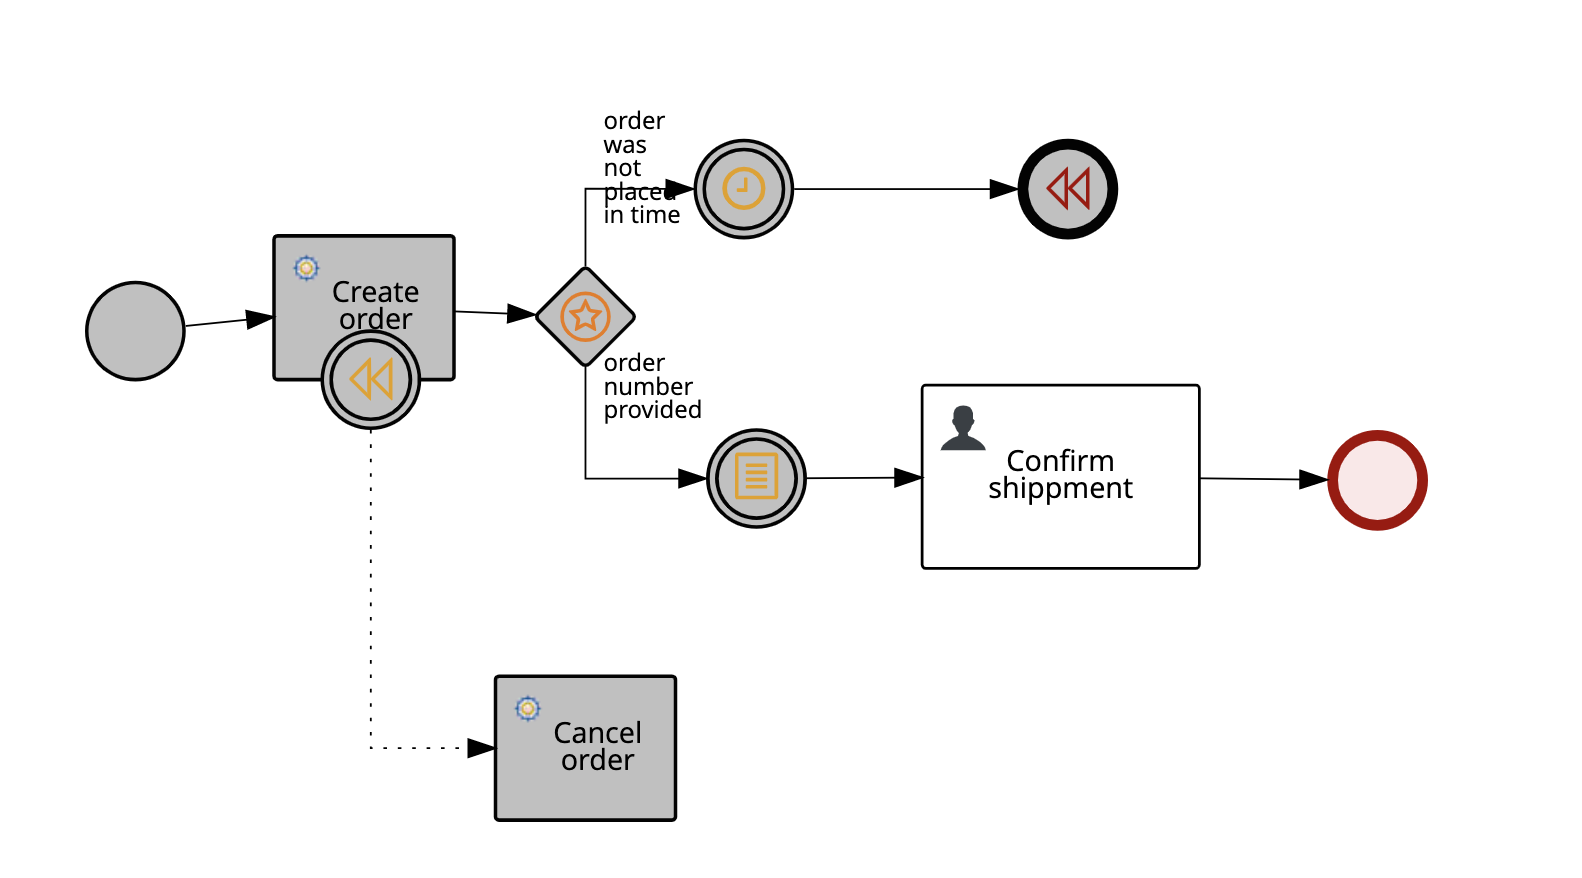 order
was
not
placed
in time
Create
order
order
number
provided
Confirm
shippment
Cancel
order